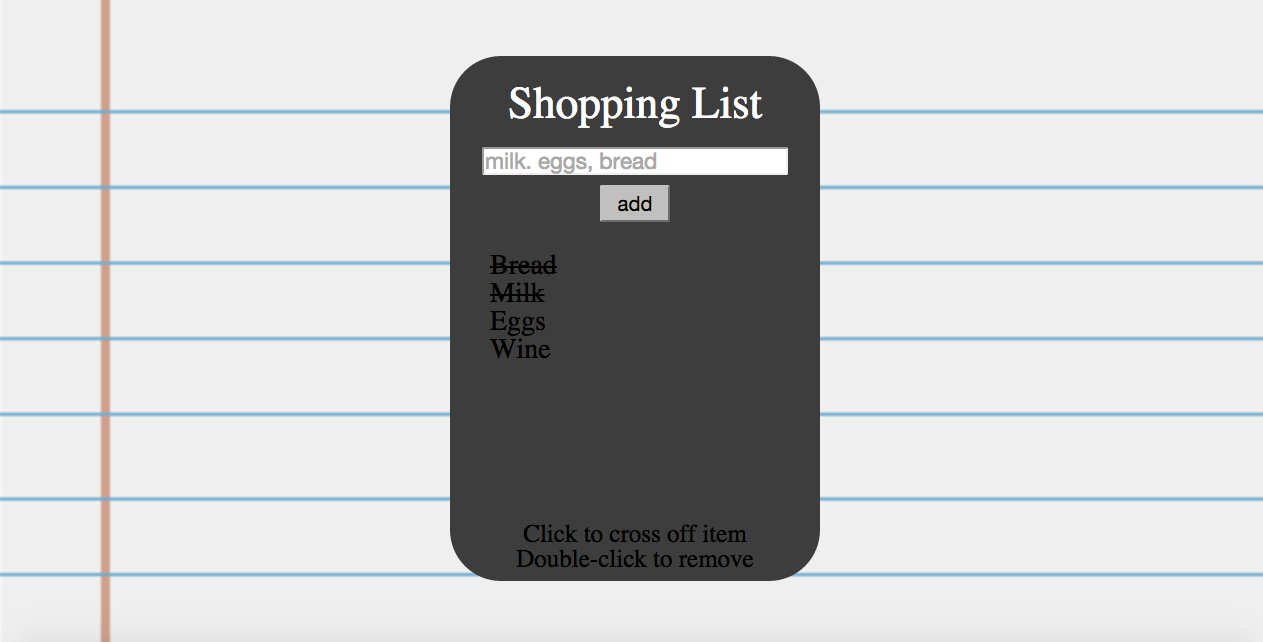 Shopping List
milk. eggs, bread
add
Bread
Milk
Eggs
Wine
Click to cross off item
Double-click to remove